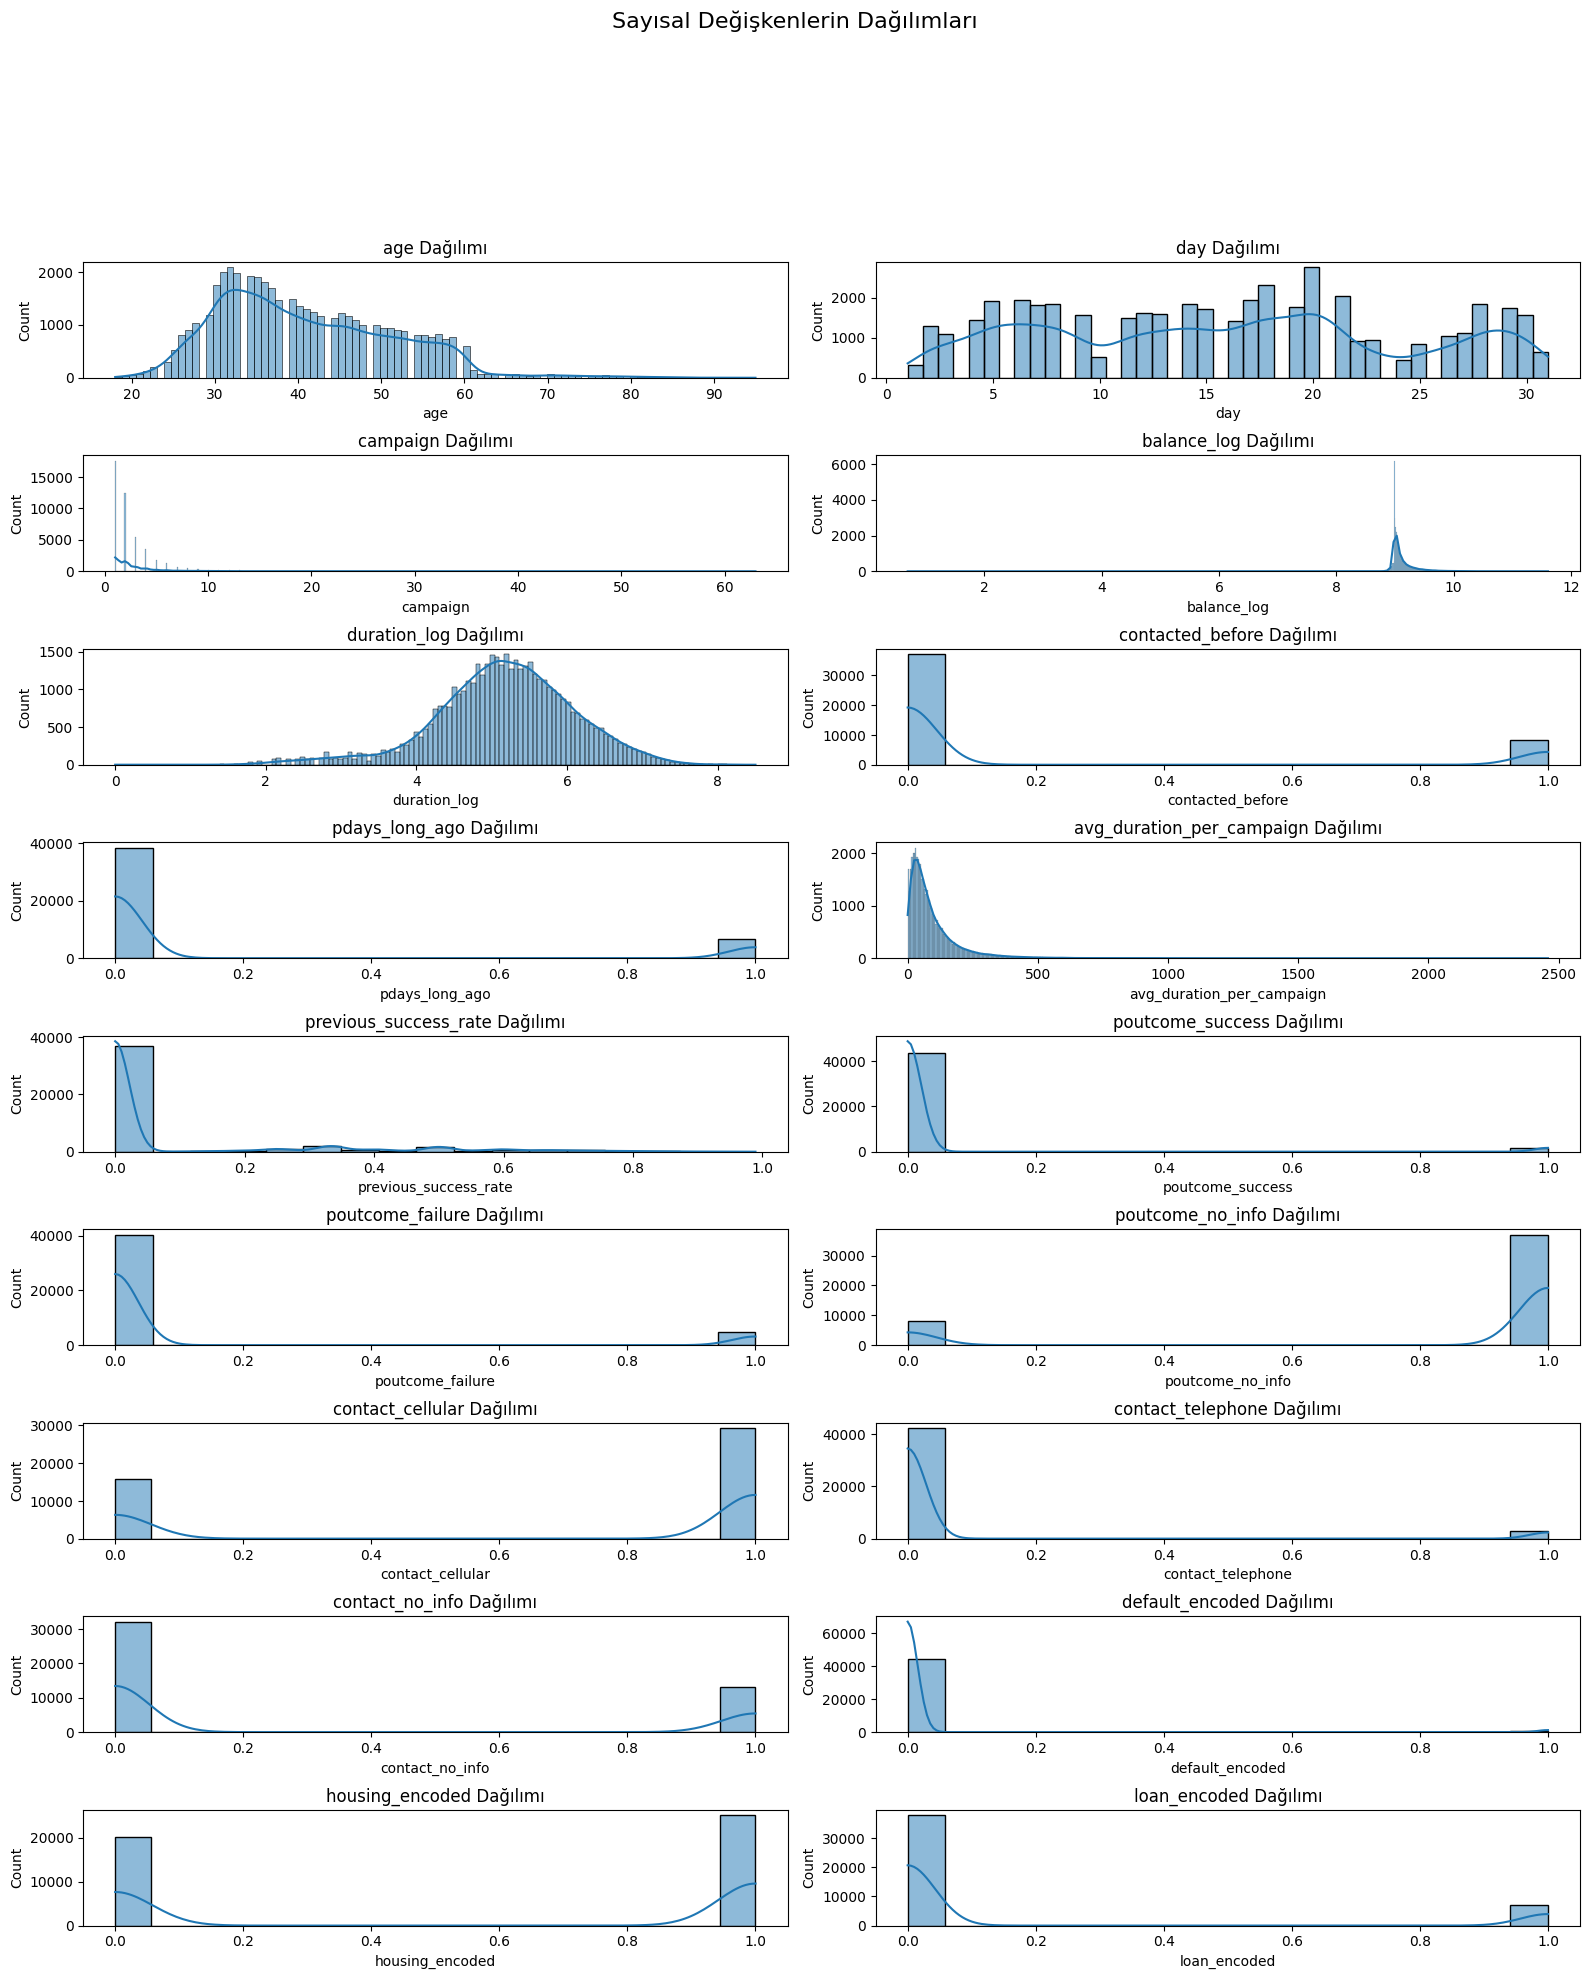 Sayısal Değişkenlerin Dağılımları
age Dağılımı
Count
2000
1000
0
20 30 40 50 60 70 80 90
age
day Dağılımı
Count
2000
1000
0
0 5 10 15 20 25 30
day
campaign Dağılımı
Count
15000
10000
5000
0
0 10 20 30 40 50 60
campaign
balance_log Dağılımı
Count
6000
4000
2000
0
2 4 6 8 10 12
balance_log
duration_log Dağılımı
Count
1500
1000
500
0
0 2 4 6 8
duration_log
contacted_before Dağılımı
Count
30000
20000
10000
0
0.0 0.2 0.4 0.6 0.8 1.0
contacted_before
pdays_long_ago Dağılımı
Count
40000
20000
0
0.0 0.2 0.4 0.6 0.8 1.0
pdays_long_ago
avg_duration_per_campaign Dağılımı
Count
2000
1000
0
0 500 1000 1500 2000 2500
avg_duration_per_campaign
previous_success_rate Dağılımı
Count
40000
20000
0
0.0 0.2 0.4 0.6 0.8 1.0
previous_success_rate
poutcome_success Dağılımı
Count
40000
20000
0
0.0 0.2 0.4 0.6 0.8 1.0
poutcome_success
poutcome_failure Dağılımı
Count
40000
20000
0
0.0 0.2 0.4 0.6 0.8 1.0
poutcome_failure
poutcome_no_info Dağılımı
Count
30000
20000
10000
0
0.0 0.2 0.4 0.6 0.8 1.0
poutcome_no_info
contact_cellular Dağılımı
Count
30000
20000
10000
0
0.0 0.2 0.4 0.6 0.8 1.0
contact_cellular
contact_telephone Dağılımı
Count
40000
20000
0
0.0 0.2 0.4 0.6 0.8 1.0
contact_telephone
contact_no_info Dağılımı
Count
30000
20000
10000
0
0.0 0.2 0.4 0.6 0.8 1.0
contact_no_info
default_encoded Dağılımı
Count
60000
40000
20000
0
0.0 0.2 0.4 0.6 0.8 1.0
default_encoded
housing_encoded Dağılımı
Count
20000
10000
0
0.0 0.2 0.4 0.6 0.8 1.0
housing_encoded
loan_encoded Dağılımı
Count
30000
20000
10000
0
0.0 0.2 0.4 0.6 0.8 1.0
loan_encoded